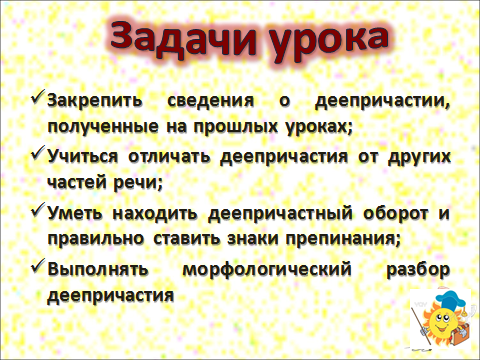 Задачи урока
✓Закрепить сведения о деепричастии,
полученные на прошлых уроках;
✓Учиться отличать деепричастия от других
частей речи;
✓Уметь находить деепричастный оборот и
правильно ставить знаки препинания;
✓Выполнять морфологический разбор
деепричастия